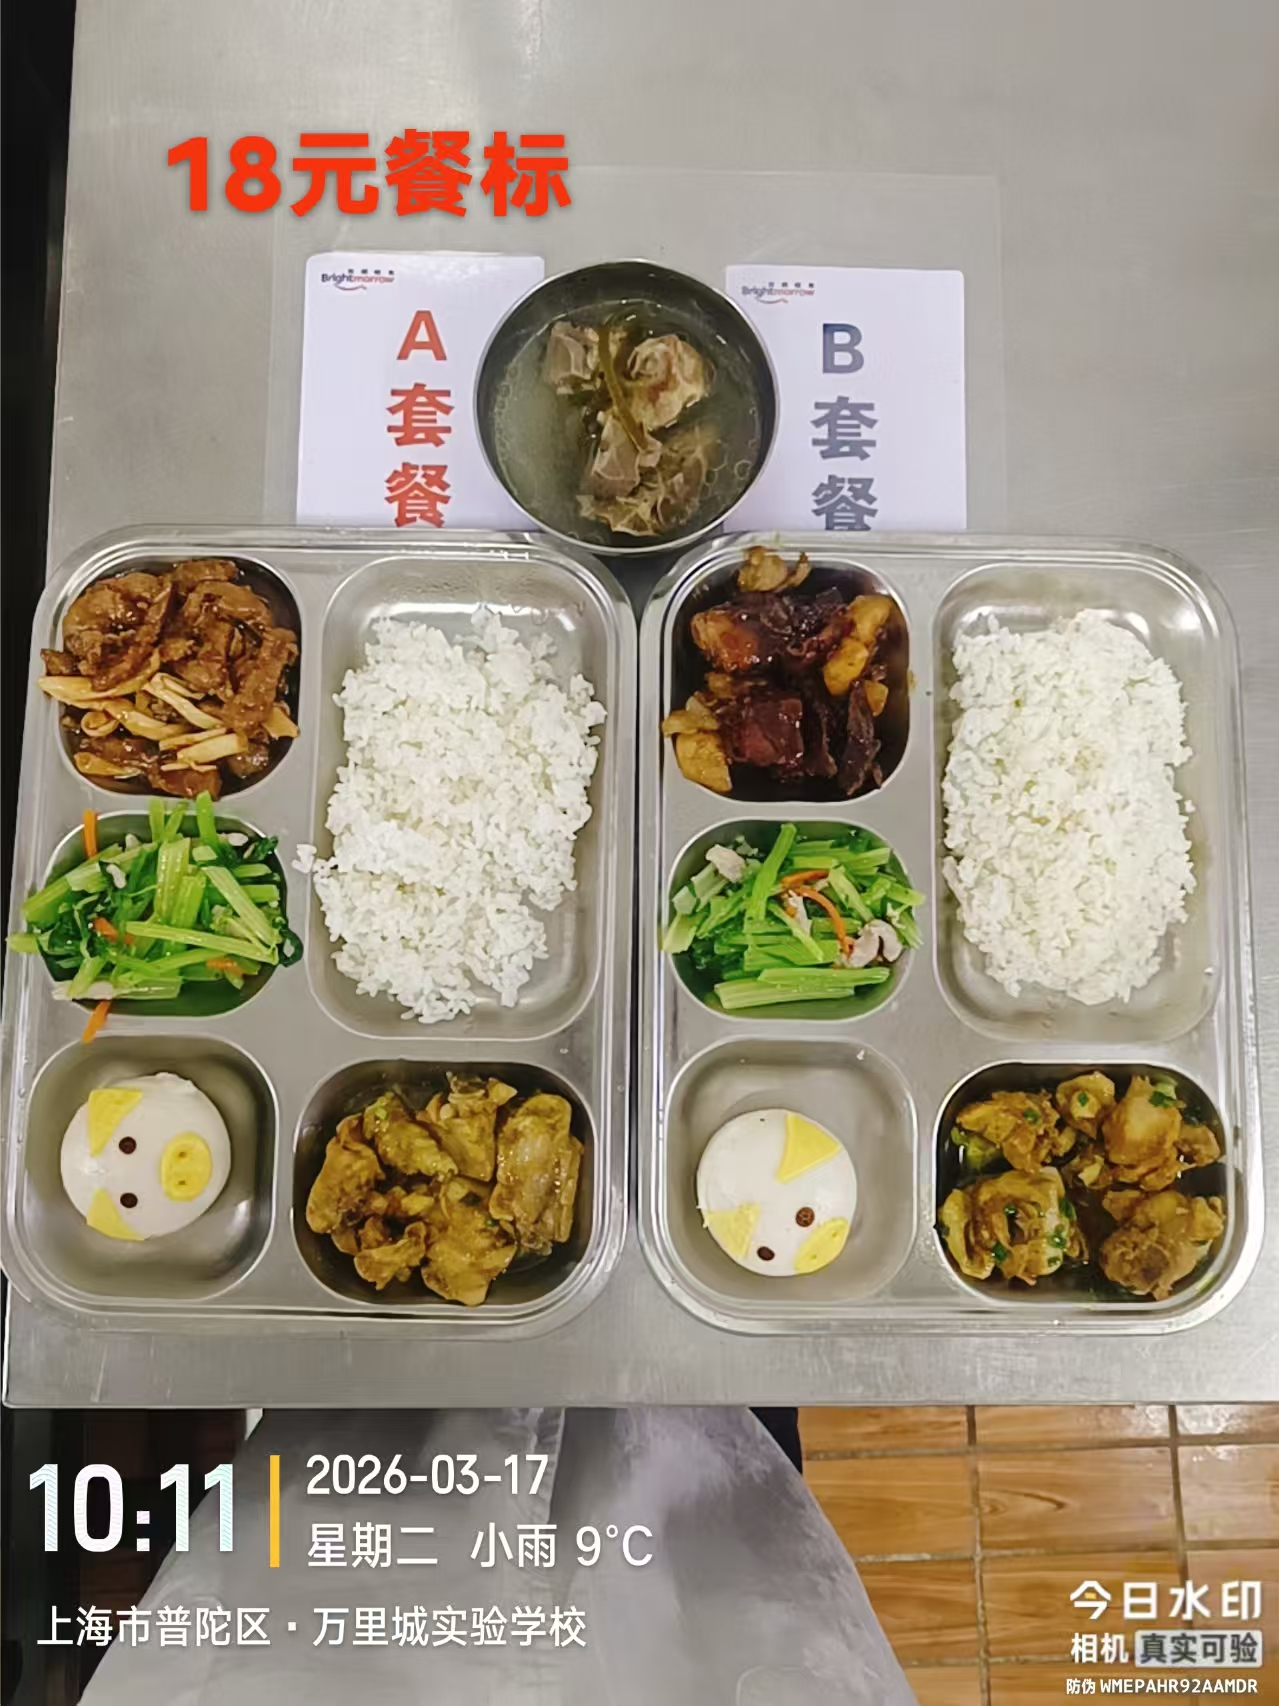 18元餐标
Brightmorrow
A
套
餐
Brightmorrow
B
套
餐
10:11
2026-03-17
星期二 小雨 9°C
上海市普陀区·万里城实验学校
今日水印
相机 真实可验
防伪 WMEPAHR92AAMDR